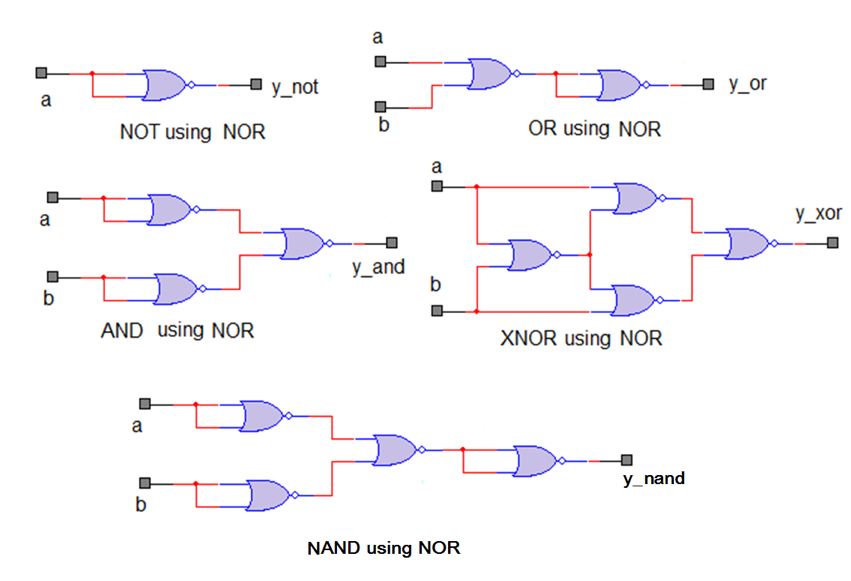 a
y_not
NOT using NOR
a
b
y_or
OR using NOR
a
b
y_and
AND using NOR
a
b
y_xor
XNOR using NOR
a
b
y_nand
NAND using NOR